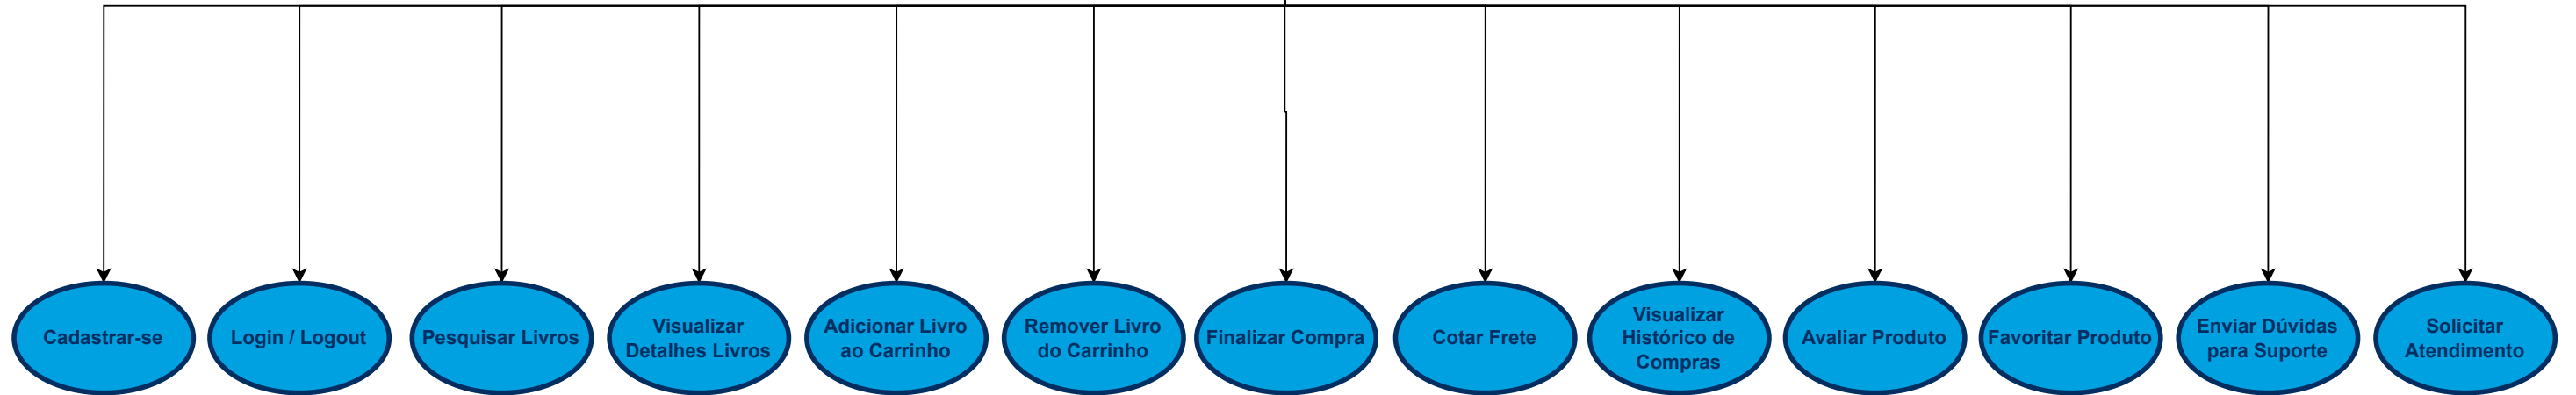 Cadastrar-se
Login / Logout
Pesquisar Livros
Visualizar
Detalhes Livros
Adicionar Livro
ao Carrinho
Remover Livro
do Carrinho
Finalizar Compra
Cotar Frete
Visualizar
Histórico de
Compras
Avaliar Produto
Favoritar Produto
Enviar Dúvidas
para Suporte
Solicitar
Atendimento